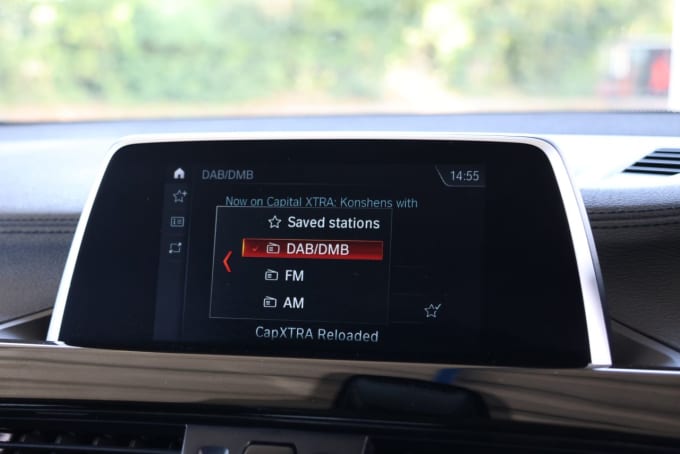 DAB/DMB
14:55
Now on Capital XTRA: Konshens with
Saved stations
DAB/DMB
FM
AM
CapXTRA Reloaded